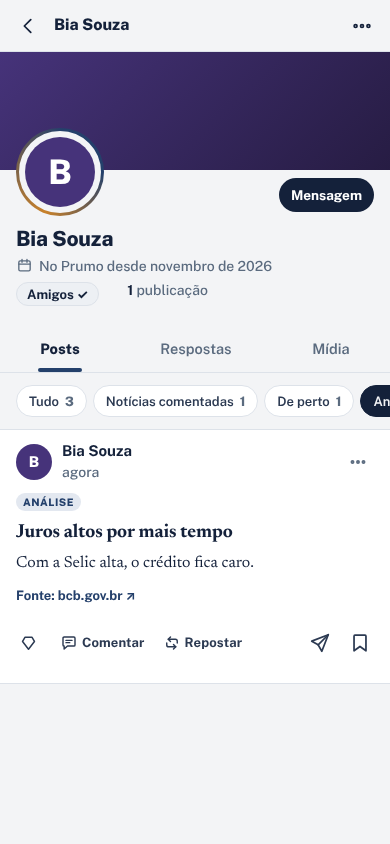 Bia Souza
B
Mensagem
Bia Souza
No Prumo desde novembro de 2026
Amigos ✓ 1 publicação
Posts Respostas Mídia
Tudo 3 Notícias comentadas 1 De perto 1 An
B Bia Souza
agora
ANÁLISE
Juros altos por mais tempo
Com a Selic alta, o crédito fica caro.
Fonte: bcb.gov.br ↗
Comentar Repostar